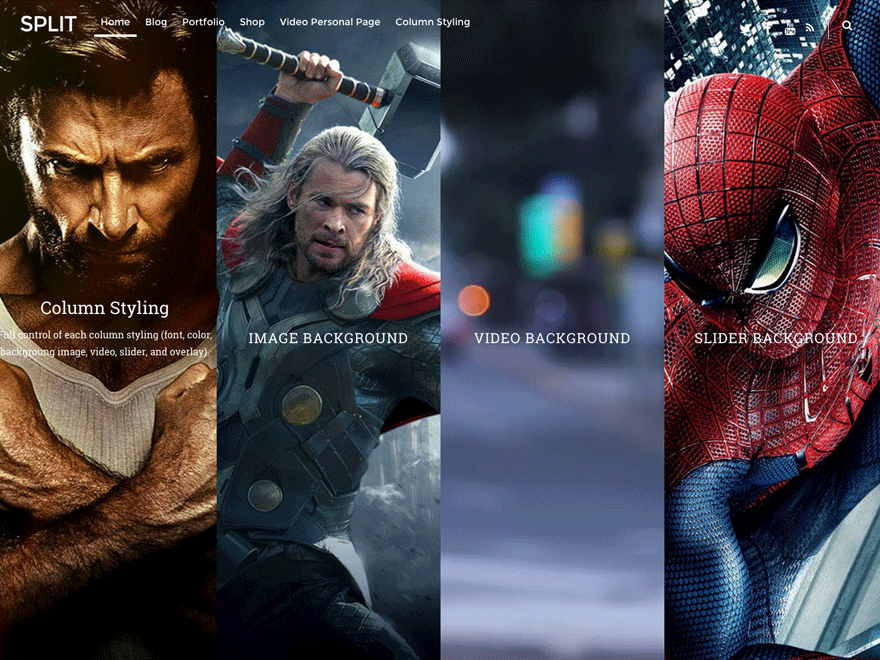 SPLIT Home Blog Portfolio Shop Video Personal Page Column Styling
Column Styling
Full control of each column styling (font, color,
backgroung image, video, slider, and overlay)
IMAGE BACKGROUND
VIDEO BACKGROUND
SLIDER BACKGROUND